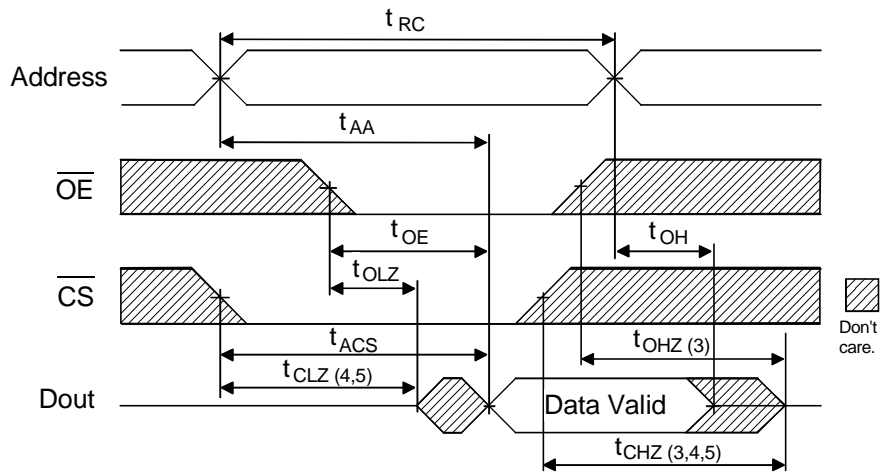 t RC
Address
t AA
OE
t OE
t OH
t OLZ
CS
Don't
care.
t ACS
t OHZ (3)
t CLZ (4,5)
Dout
Data Valid
t CHZ (3,4,5)